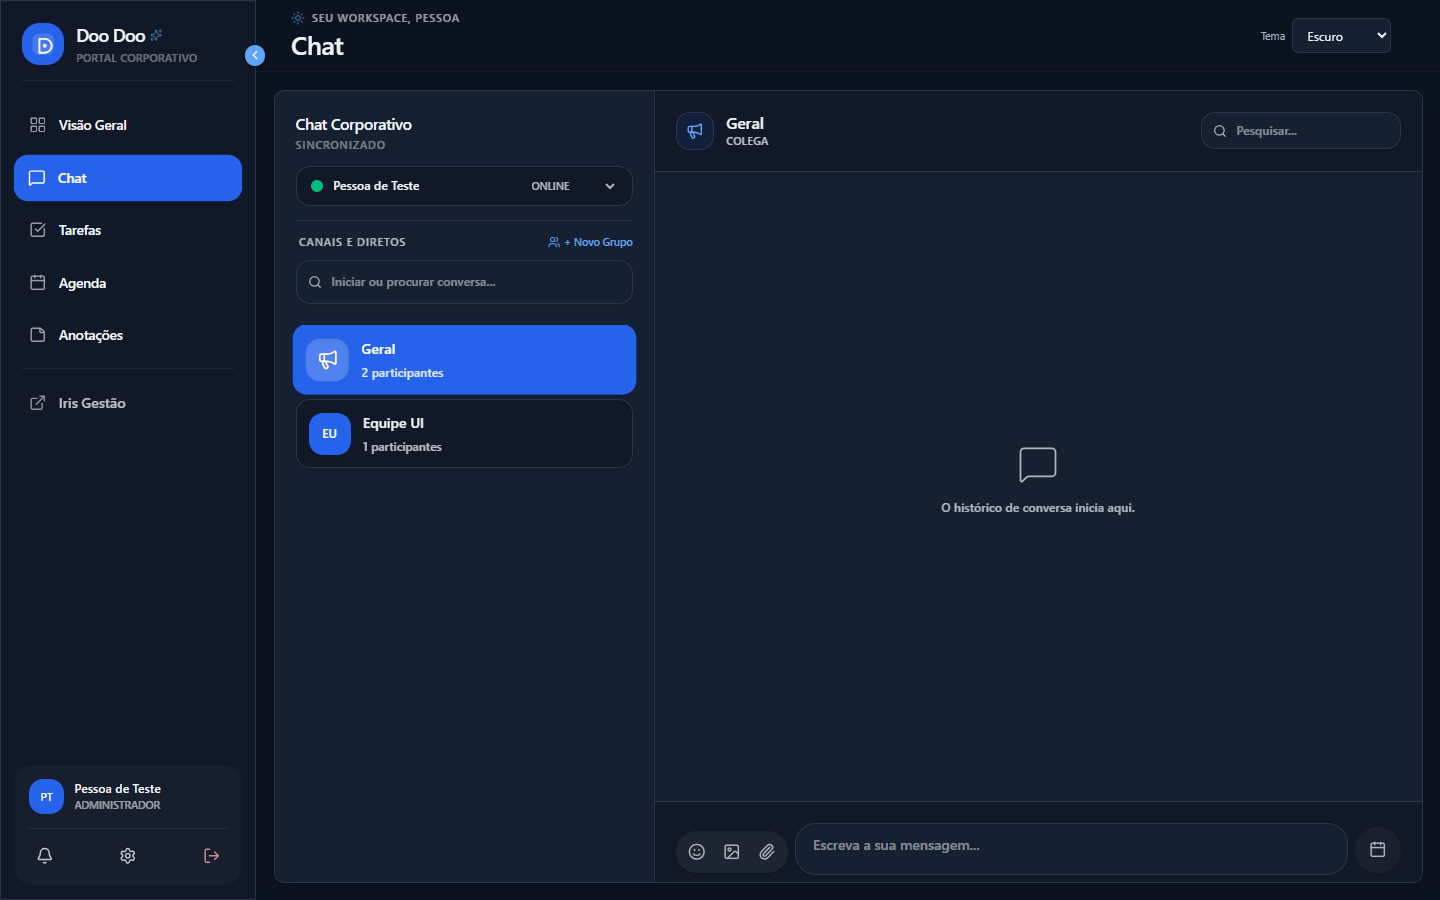 Doo Doo
PORTAL CORPORATIVO
Visão Geral
Chat
Tarefas
Agenda
Anotações
Iris Gestão
PT
Pessoa de Teste
ADMINISTRADOR
SEU WORKSPACE, PESSOA
Chat
Tema
Escuro
Chat Corporativo
SINCRONIZADO
Pessoa de Teste
ONLINE
CANAIS E DIRETOS
+ Novo Grupo
Iniciar ou procurar conversa...
Geral
2 participantes
EU
Equipe UI
1 participantes
Geral
COLEGA
Pesquisar...
O histórico de conversa inicia aqui.
Escreva a sua mensagem...